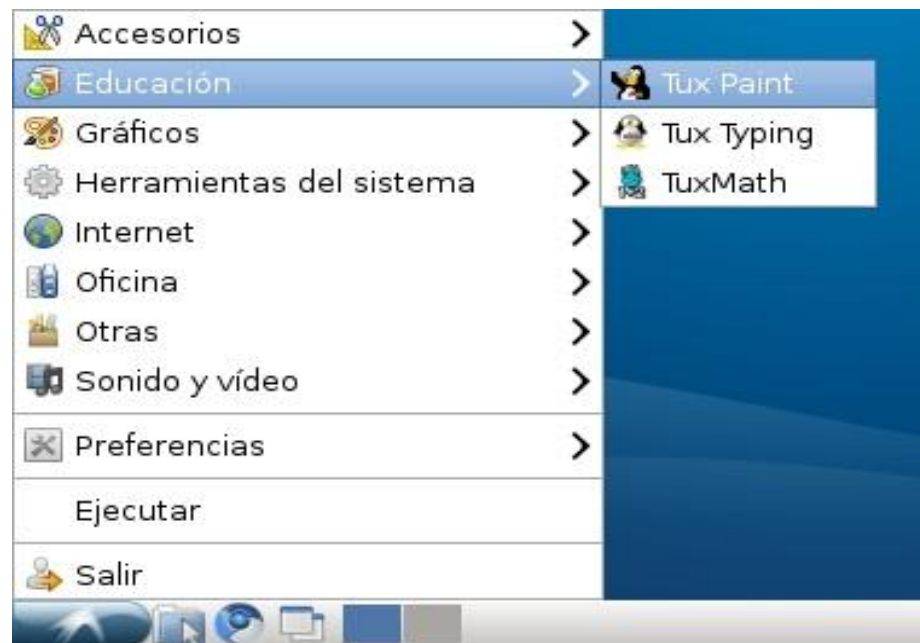 Accesorios
Educación
Tux Paint
Gráficos
Tux Typing
Herramientas del sistema
TuxMath
Internet
Oficina
Otras
Sonido y vídeo
Preferencias
Ejecutar
Salir